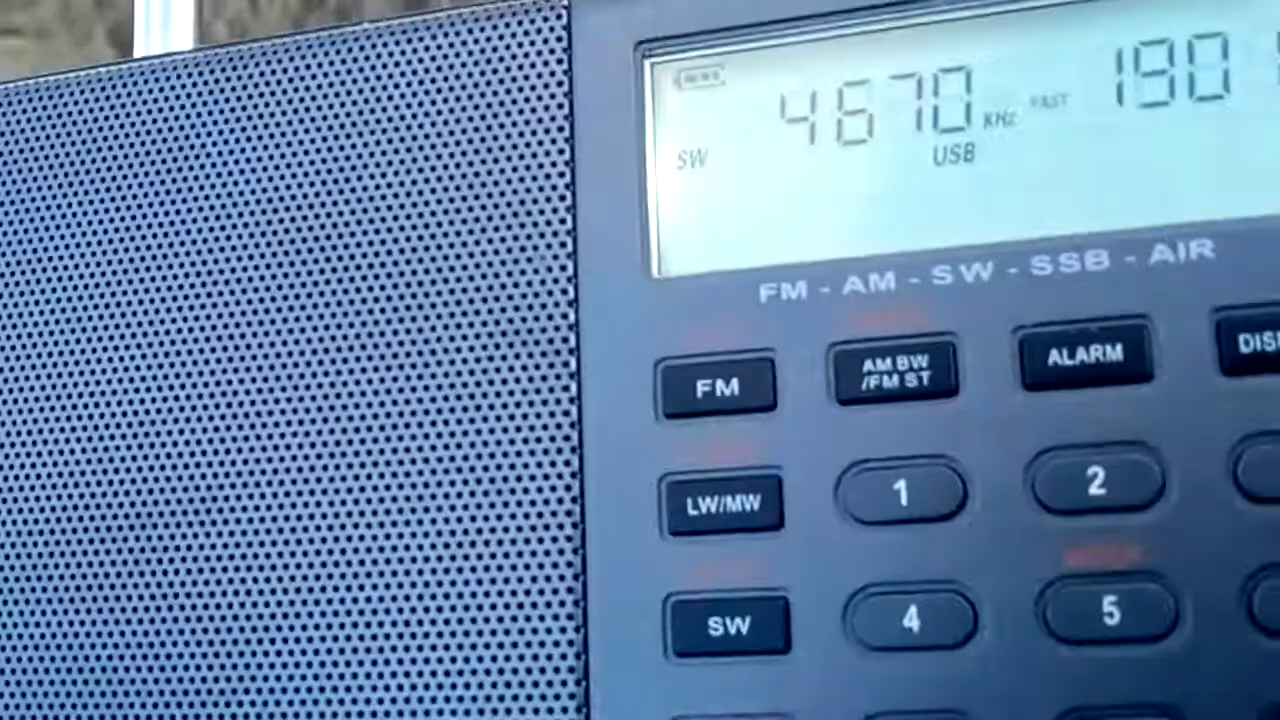 4670 KHz FAST 190
SW USB
FM - AM - SW - SSB - AIR
FM AM BW /FM ST ALARM
LW/MW 1 2
SW 4 5